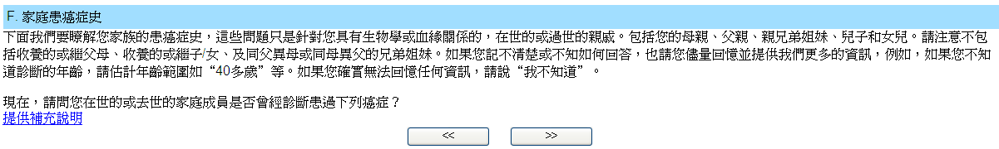 F. 家庭患癌症史
下面我們要瞭解您家族的患癌症史，這些問題只是針對您具有生物學或血緣關係的，在世的或過世的親戚。包括您的母親、父親、親兄弟姐妹、兒子和女兒。請注意不包
括收養的或繼父母、收養的或繼子/女、及同父異母或同母異父的兄弟姐妹。如果您記不清楚或不知如何回答，也請您儘量回憶並提供我們更多的資訊，例如，如果您不知
道診斷的年齡，請估計年齡範圍如“40多歲”等。如果您確實無法回憶任何資訊，請說“我不知道”。
現在，請問您在世的或去世的家庭成員是否曾經診斷患過下列癌症？
提供補充說明
<< >>